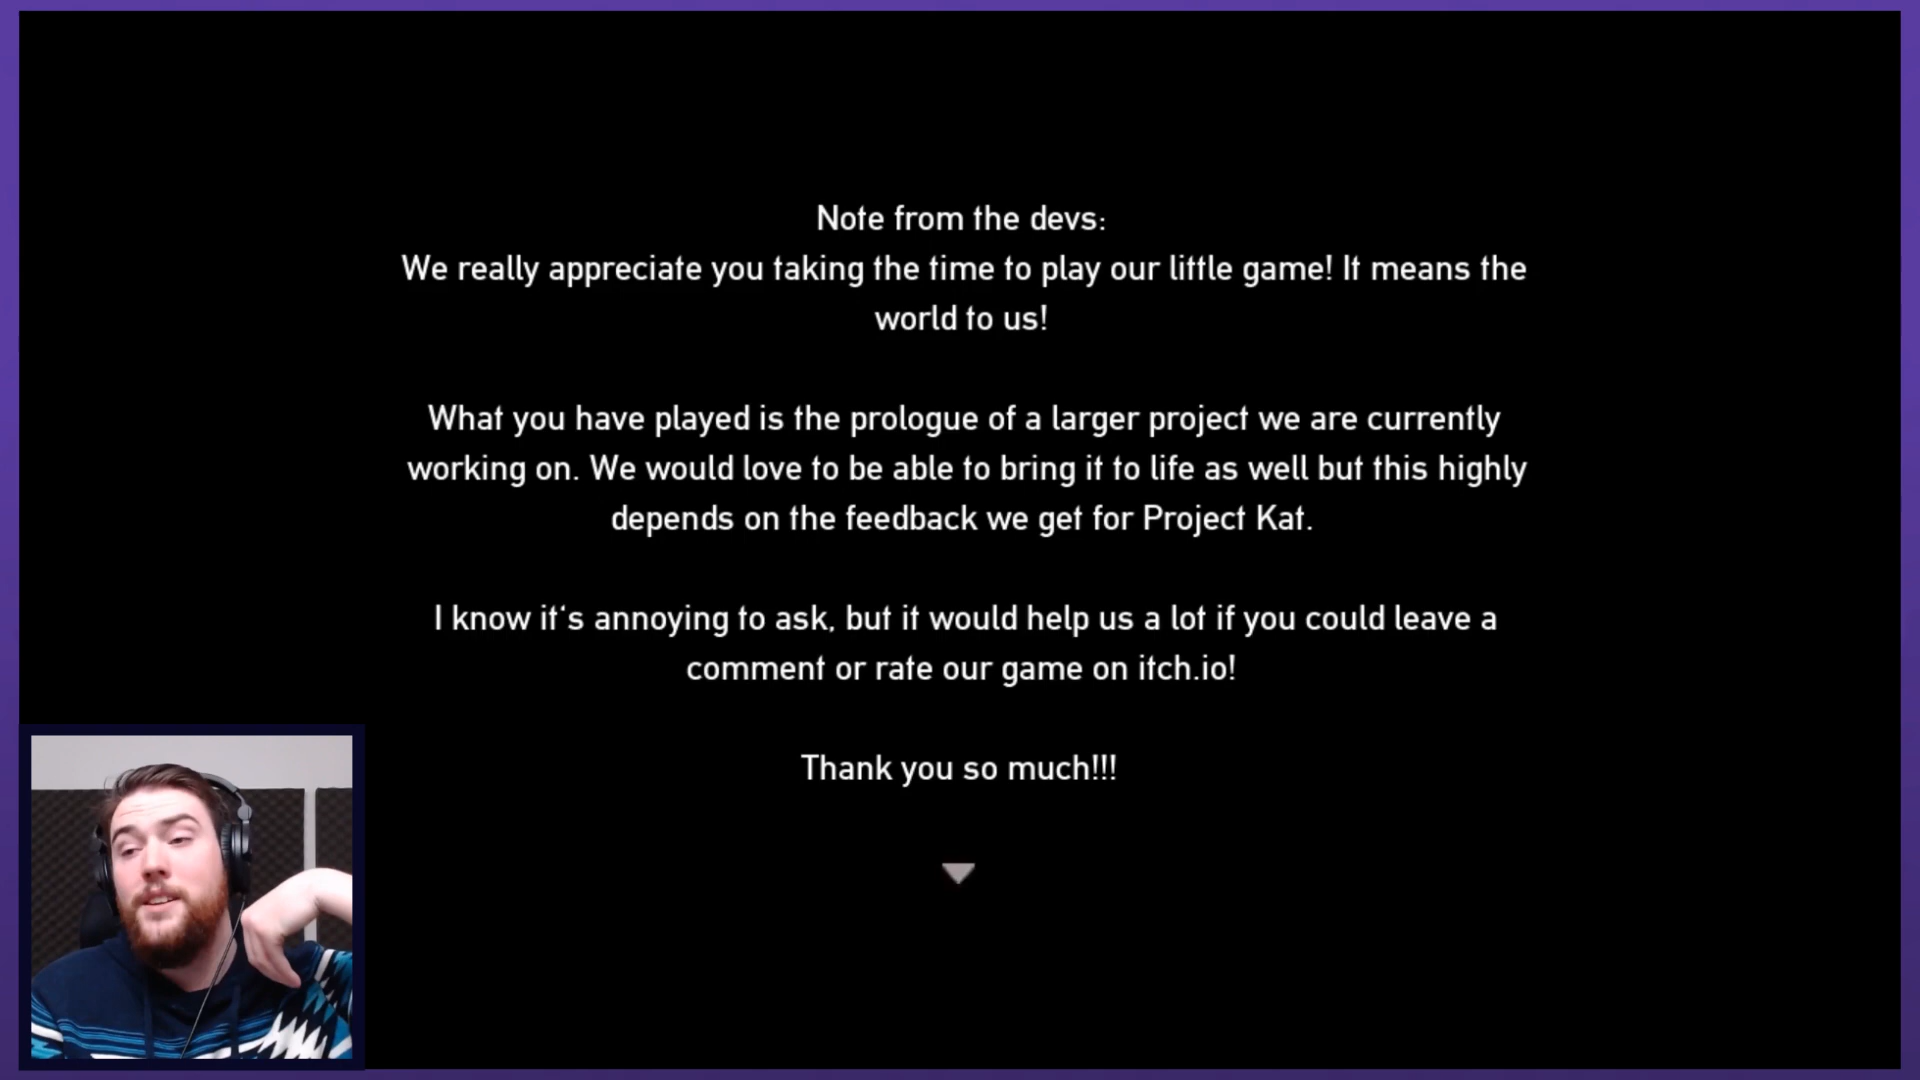 Note from the devs:
We really appreciate you taking the time to play our little game! It means the
world to us!
What you have played is the prologue of a larger project we are currently
working on. We would love to be able to bring it to life as well but this highly
depends on the feedback we get for Project Kat.
I know it's annoying to ask, but it would help us a lot if you could leave a
comment or rate our game on itch.io!
Thank you so much!!!